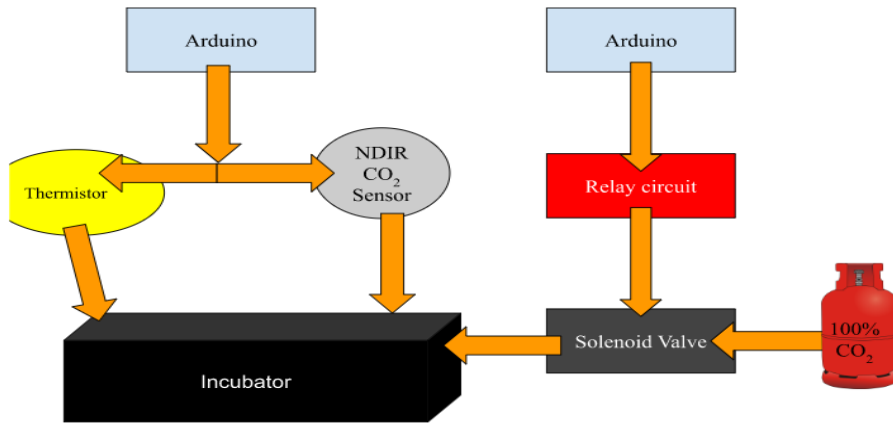 Arduino
Arduino
Thermistor
NDIR
CO₂
Sensor
Relay circuit
Incubator
Solenoid Valve
100%
CO₂